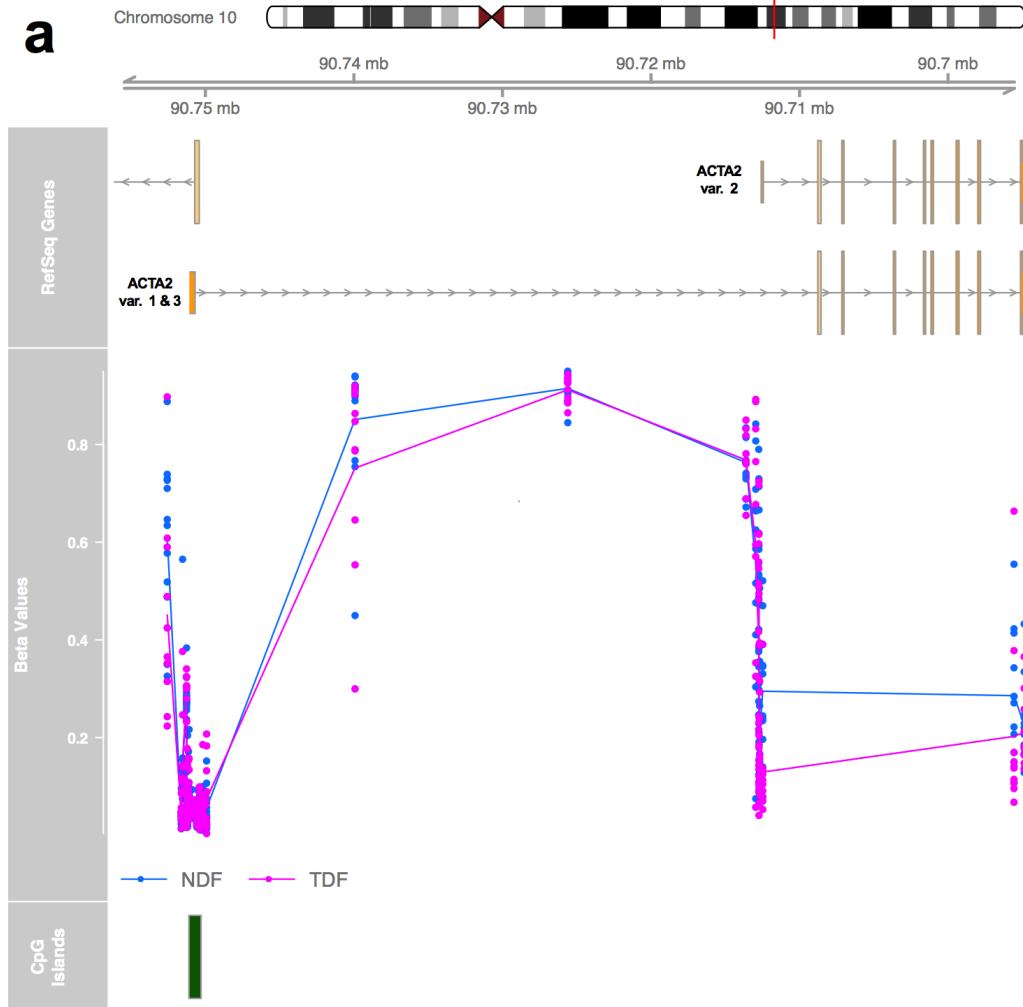 a
Chromosome 10
90.74 mb
90.72 mb
90.7 mb
90.75 mb
90.73 mb
90.71 mb
RefSeq Genes
ACTA2
var. 2
ACTA2
var. 1 & 3
Beta Values
0.8
0.6
0.4
0.2
NDF
TDF
CpG
Islands